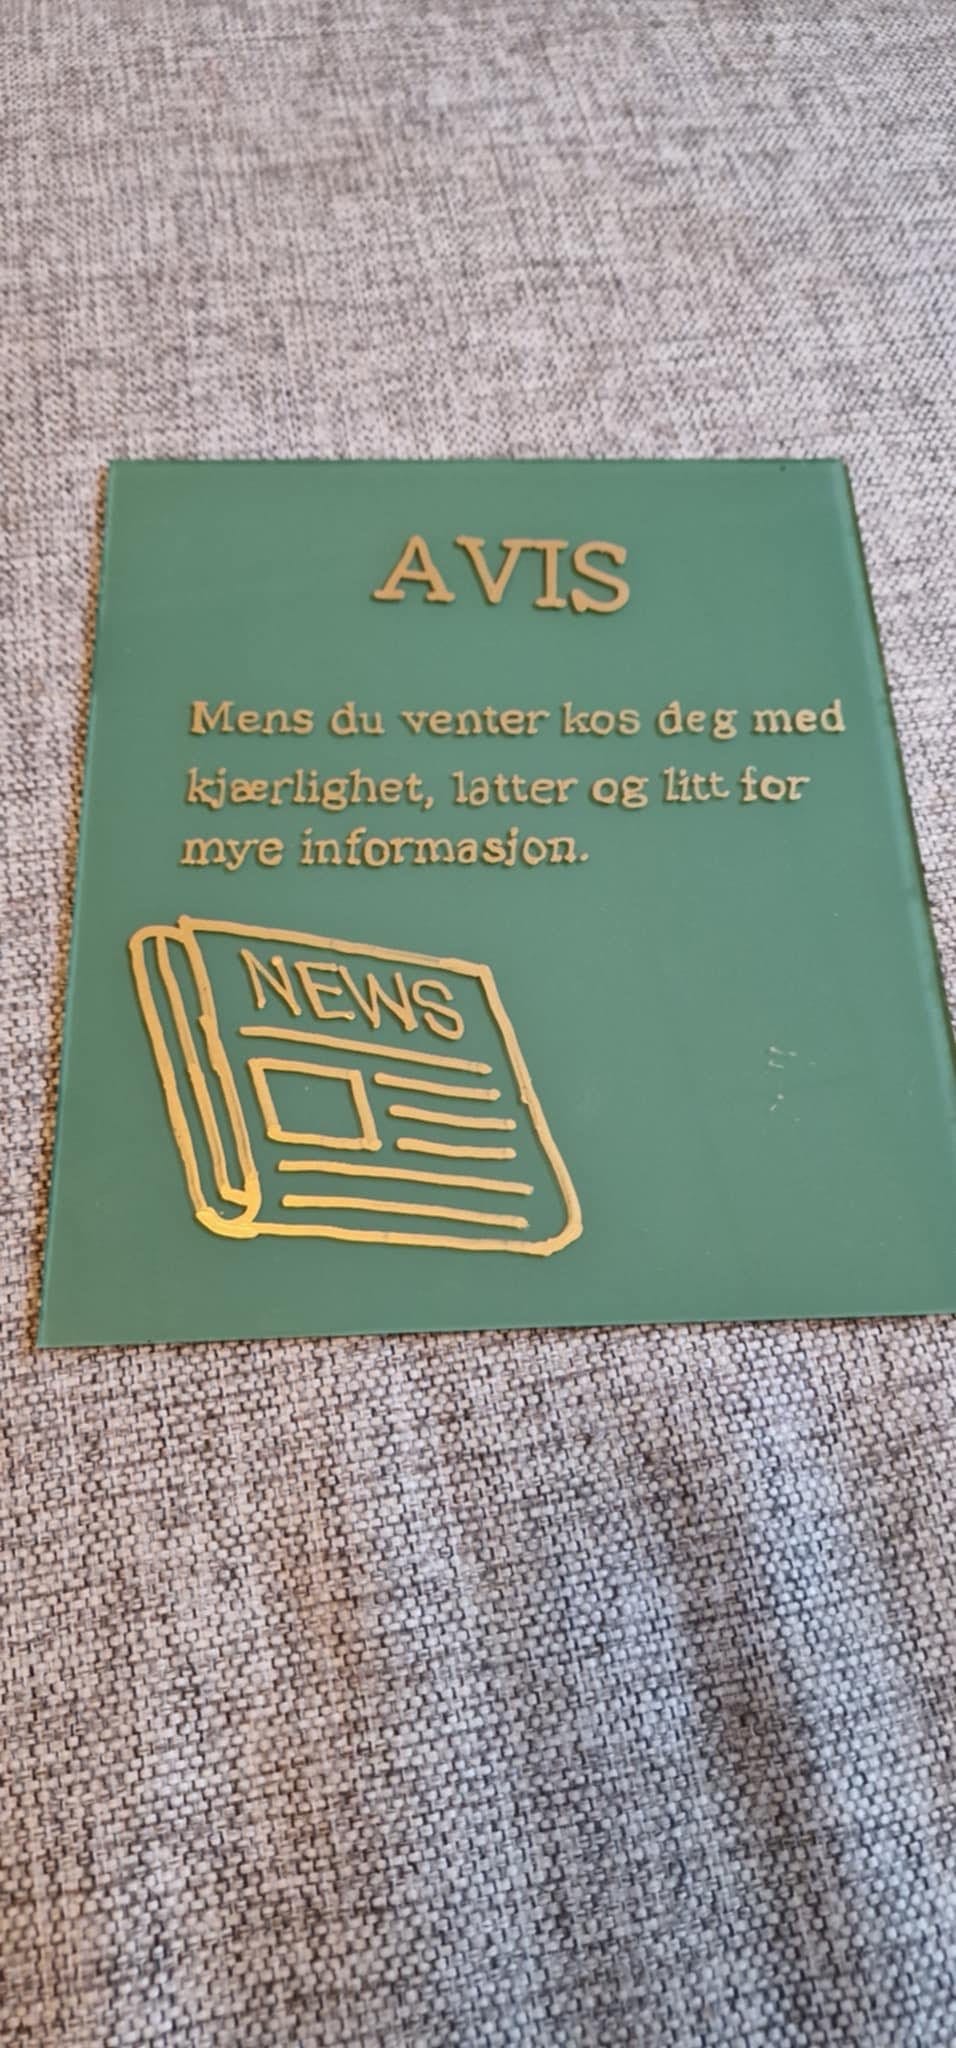 AVIS
Mens du venter kos deg med
kjærlighet, latter og litt for
mye informasjon.
NEWS